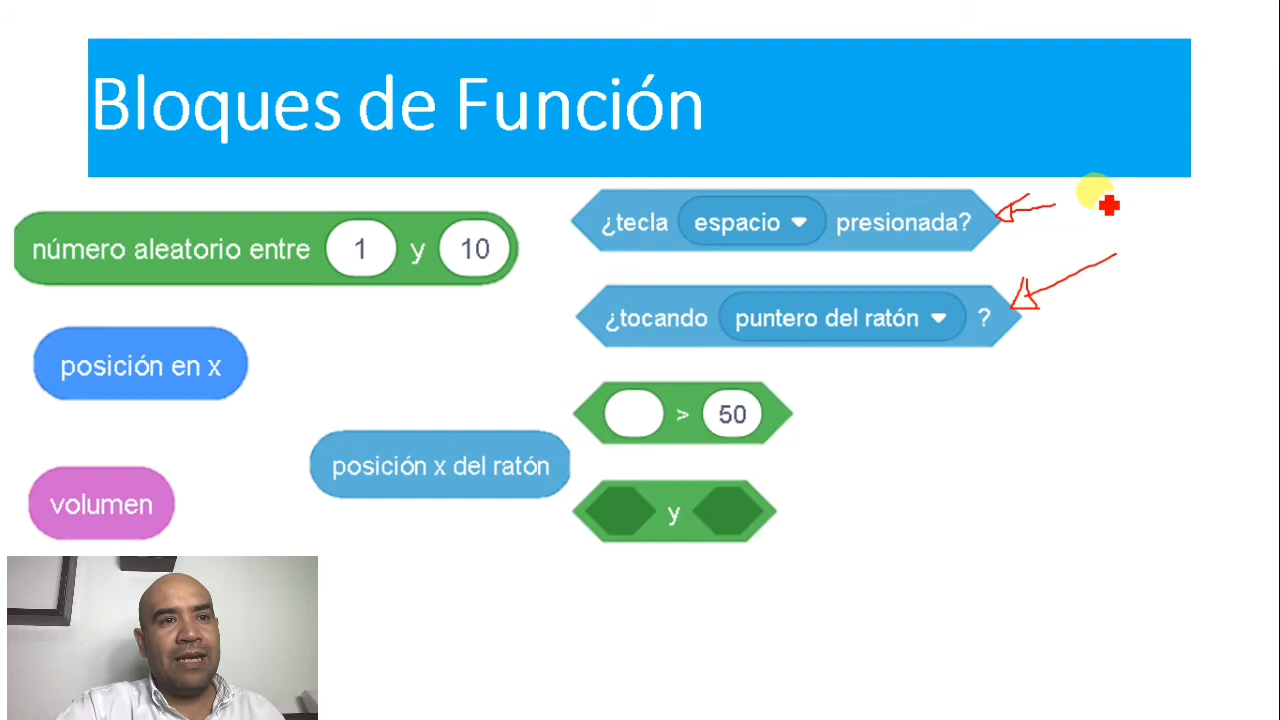 Bloques de Función
número aleatorio entre 1 y 10
posición en x
volumen
posición x del ratón
¿tecla espacio presionada?
¿tocando puntero del ratón ?
> 50
y